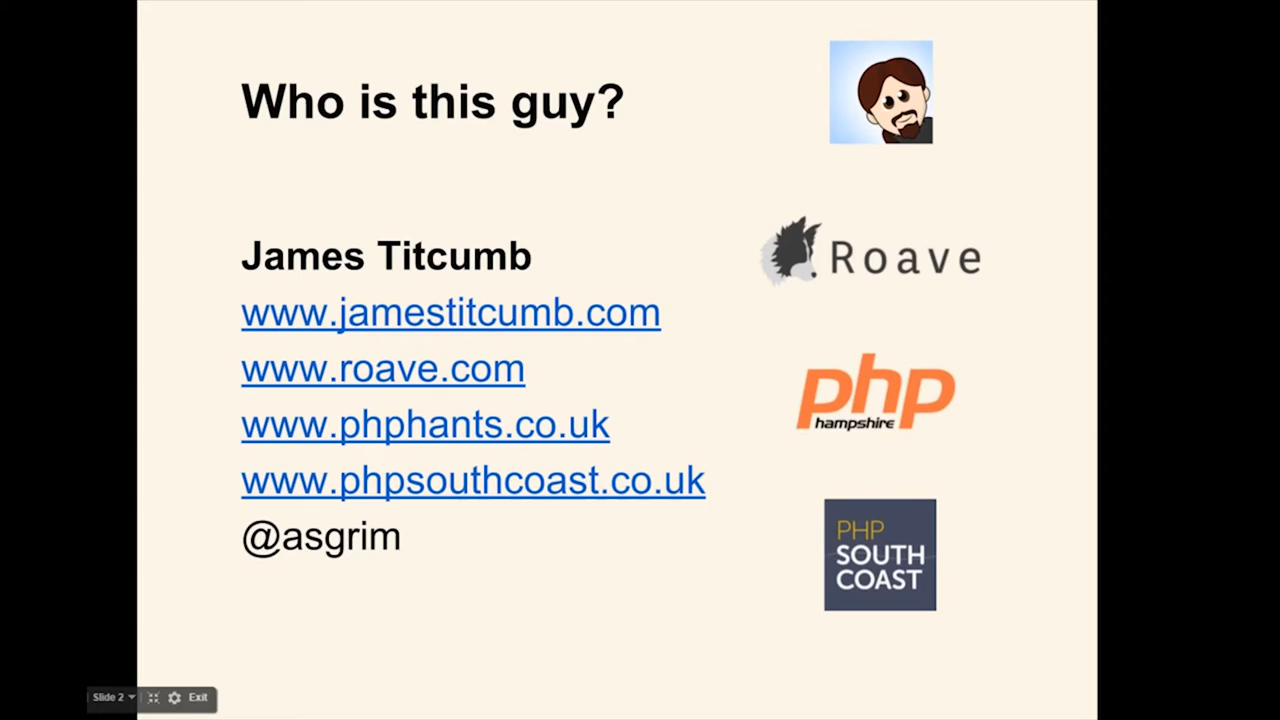 Who is this guy?
James Titcumb
www.jamestitcumb.com
www.roave.com
www.phphants.co.uk
www.phpsouthcoast.co.uk
@asgrim
Roave
php
hampshire
PHP
SOUTH
COAST
Slide 2
Exit